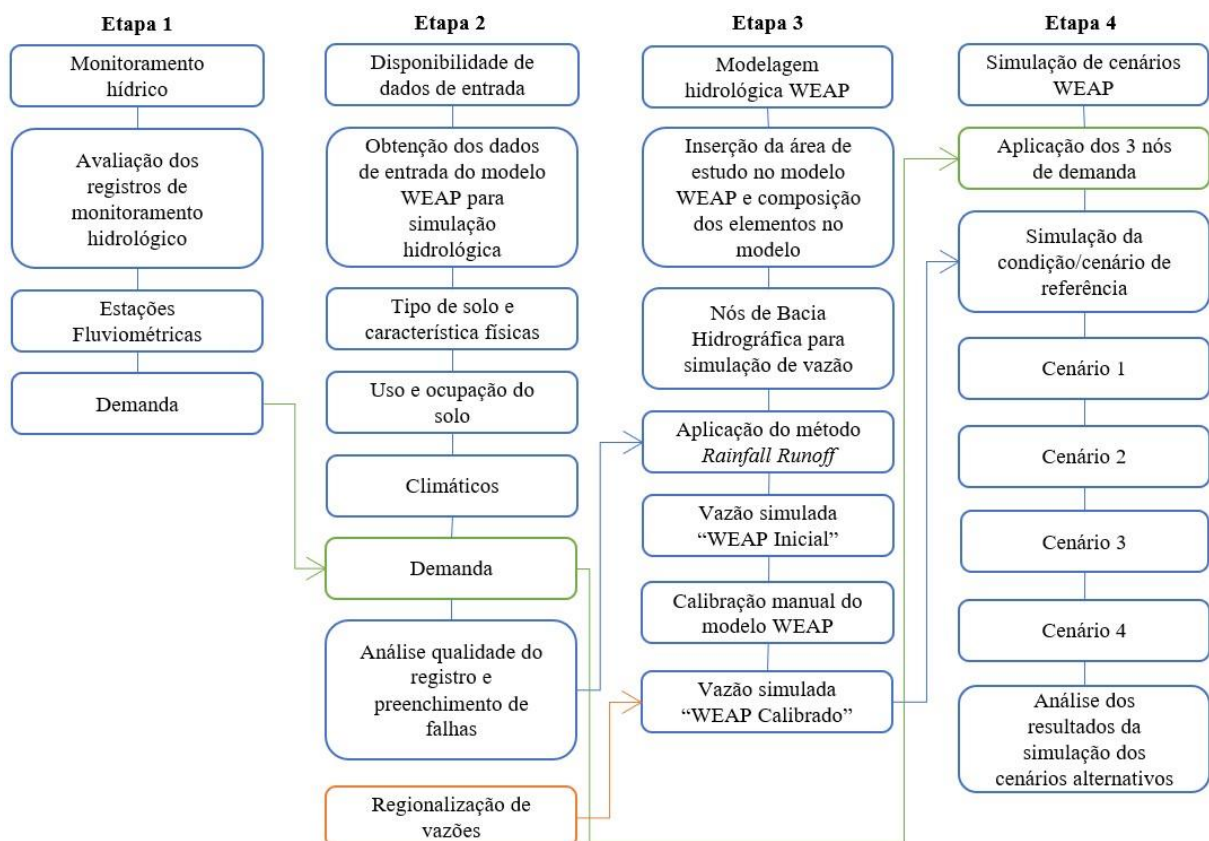 Etapa 1
Monitoramento
hídrico
Avaliação dos
registros de
monitoramento
hidrológico
Estações
Fluviométricas
Demanda
Etapa 2
Disponibilidade de
dados de entrada
Obtenção dos dados
de entrada do modelo
WEAP para
simulação
hidrológica
Tipo de solo e
característica físicas
Uso e ocupação do
solo
Climáticos
Demanda
Análise qualidade do
registro e
preenchimento de
falhas
Regionalização de
vazões
Etapa 3
Modelagem
hidrológica WEAP
Inserção da área de
estudo no modelo
WEAP e composição
dos elementos no
modelo
Nós de Bacia
Hidrográfica para
simulação de vazão
Aplicação do método
Rainfall Runoff
Vazão simulada
“WEAP Inicial”
Calibração manual do
modelo WEAP
Vazão simulada
“WEAP Calibrado”
Etapa 4
Simulação de cenários
WEAP
Aplicação dos 3 nós
de demanda
Simulação da
condição/cenário de
referência
Cenário 1
Cenário 2
Cenário 3
Cenário 4
Análise dos
resultados da
simulação dos
cenários alternativos